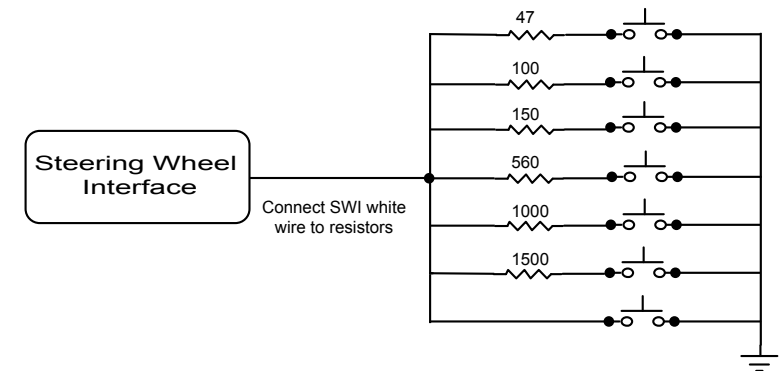 47
100
150
560
1000
1500
Steering Wheel
Interface
Connect SWI white
wire to resistors